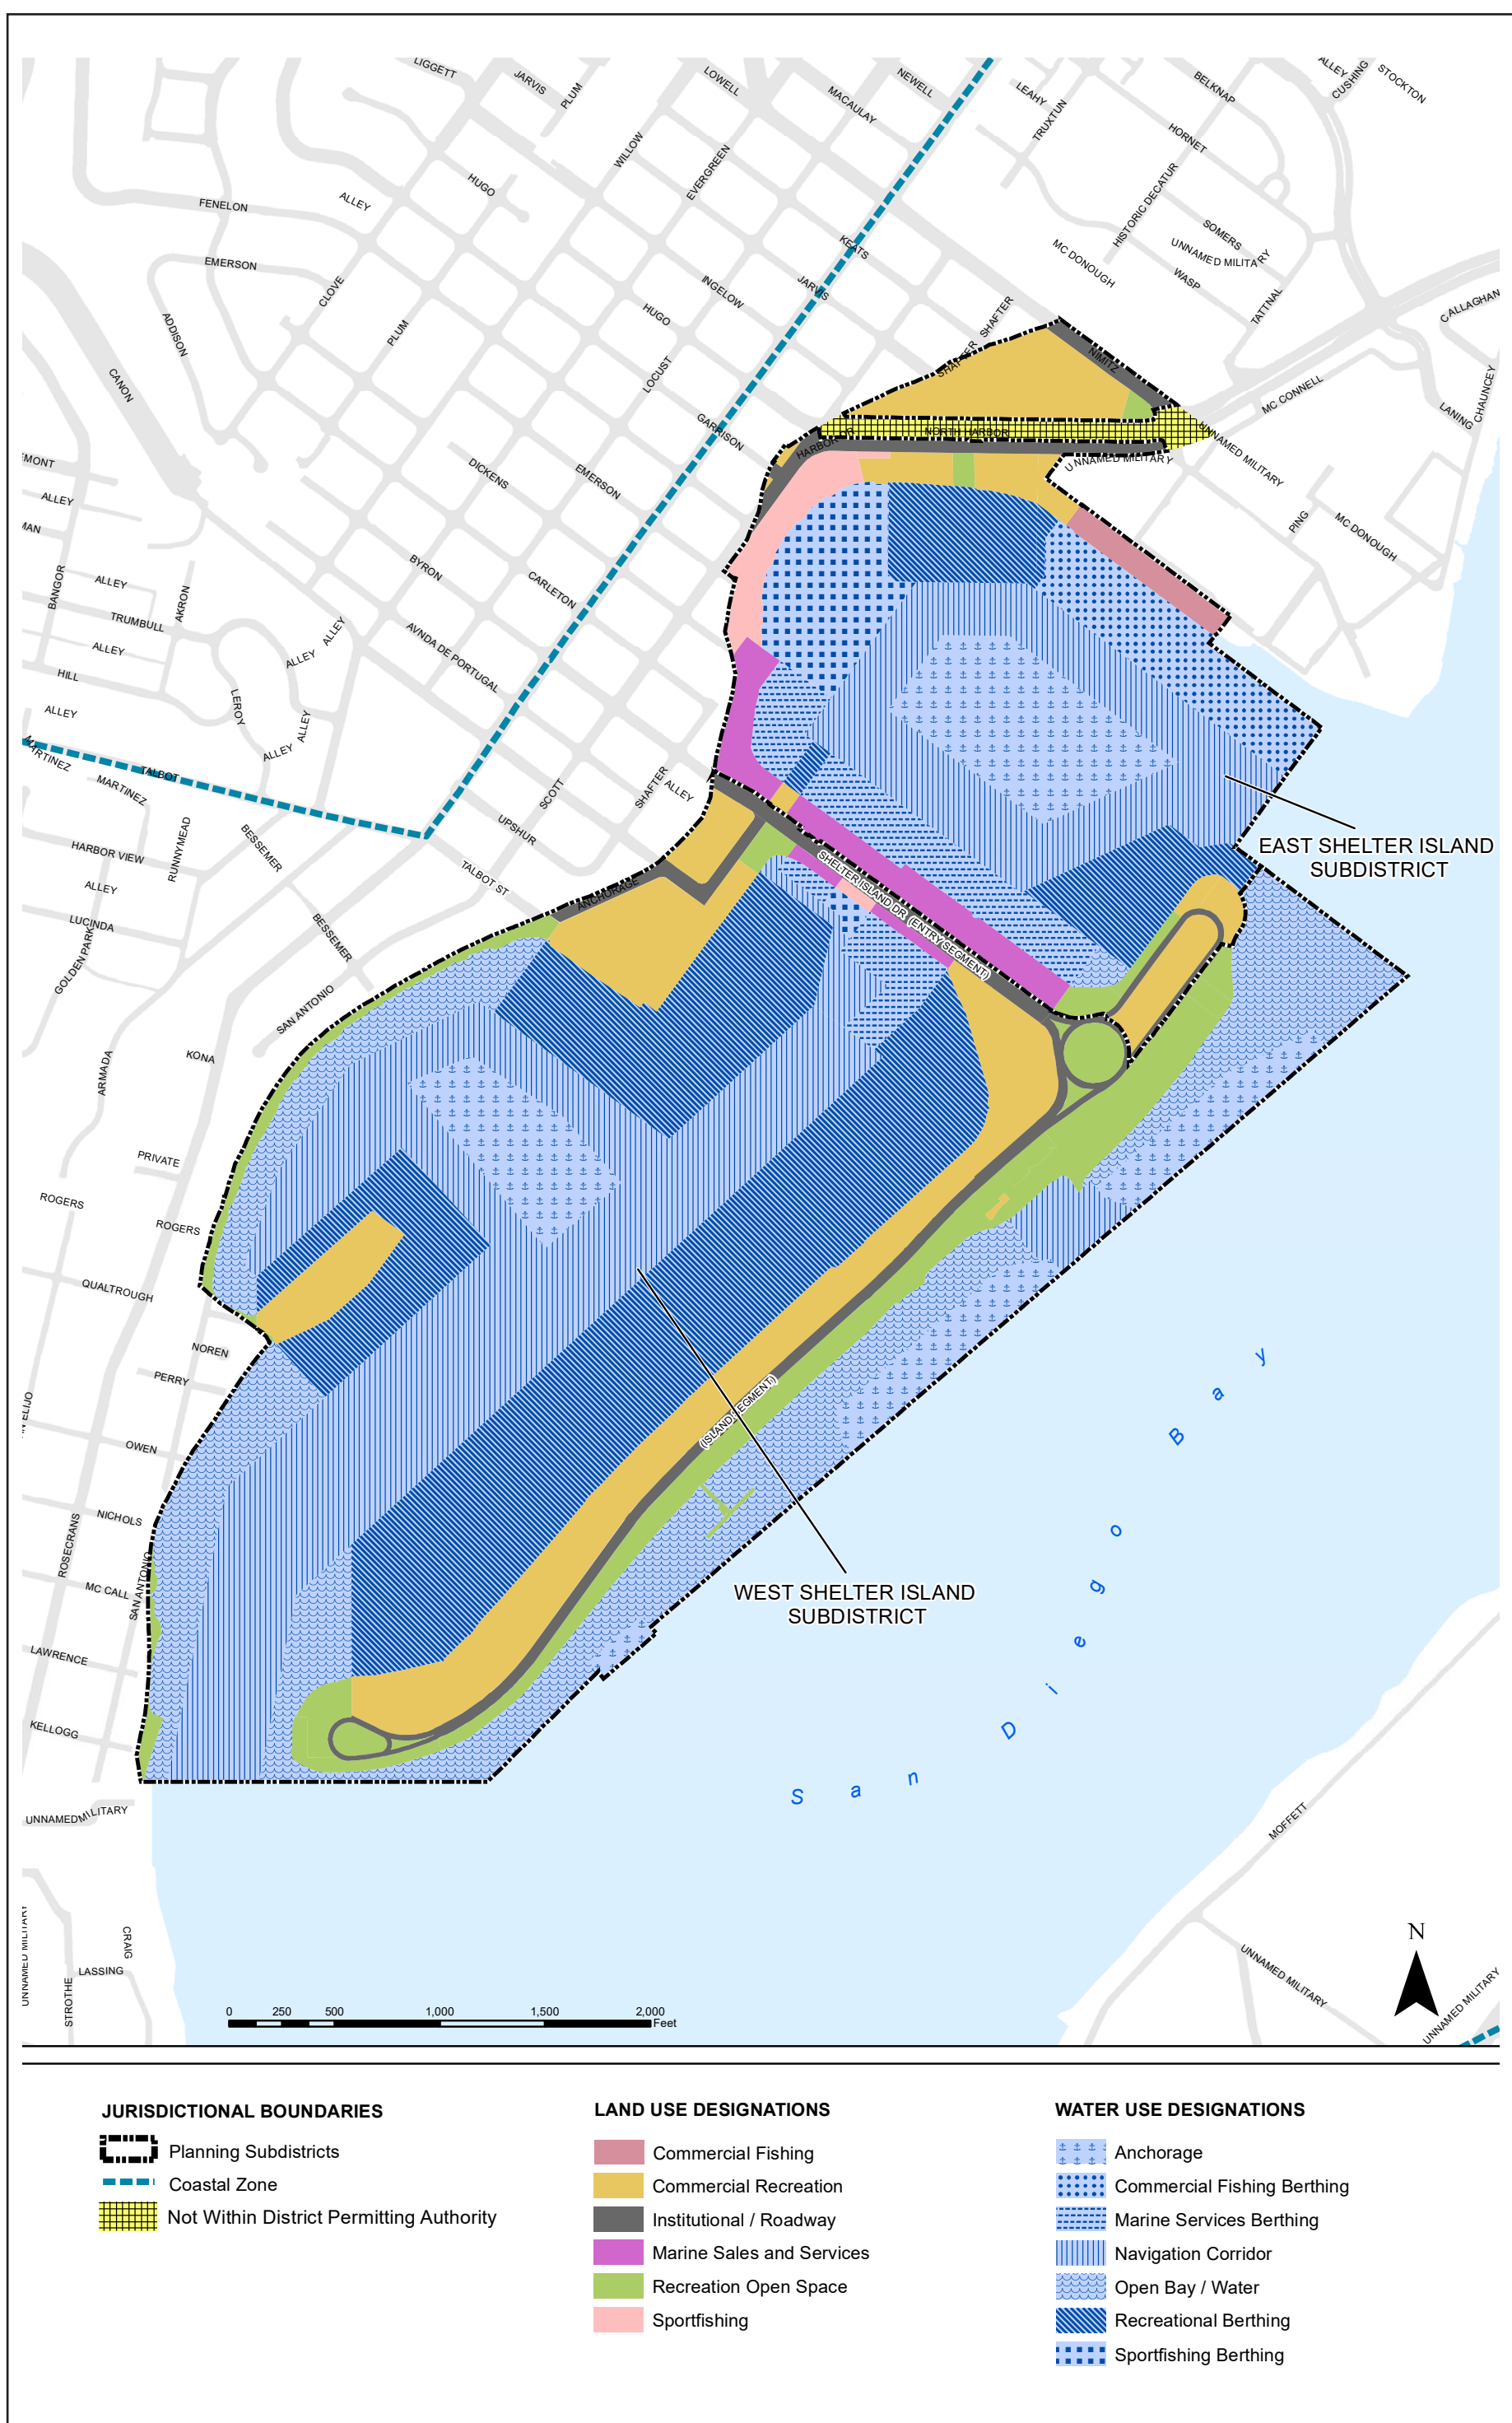 LIGGETT
JARVIS
PLUM
LOWELL
MACAULAY
NEWELL
LEAHY
TRUXTUN
BELKNAP
ALLEY
CUSHING
STOCKTON
HORNET
WILLOW
EVERGREEN
HUGO
ALLEY
FENELON
HISTORIC DECATUR
SOMERS
UNNAMED MILITARY
WASP
MC DONOUGH
TATTNAL
CALLAGHAN
KEATS
JARVIS
INGELOW
HUGO
EMERSON
CLOVE
PLUM
ADDISON
CANON
LOCUST
GARRISON
SHAFTER
SHAFTER
NIMITZ
MC CONNELL
CHAUNCEY
LANING
UNNAMED MILITARY
NORTH HARBOR
HARBOR DR
UNNAMED MILITARY
PING
MC DONOUGH
DICKENS
EMERSON
BYRON
CARLETON
AVNDA DE PORTUGAL
ALLEY
BANGOR
ALLEY
TRUMBULL
AKRON
ALLEY
ALLEY
ALLEY
HILL
ALLEY
LEROY
ALLEY
ALLEY
MARTINEZ
TALBOT
MARTINEZ
SCOTT
SHAFTER
ALLEY
UPSHUR
TALBOT ST
BESSEMER
RUNNYMEAD
HARBOR VIEW
ALLEY
LUCINDA
GOLDEN PARK
BESSEMER
SAN ANTONIO
ANCHORAGE
SHELTER ISLAND DR (ENTRY SEGMENT)
EAST SHELTER ISLAND
SUBDISTRICT
KONA
ARMADA
PRIVATE
ROGERS
ROGERS
QUALTROUGH
NOREN
PERRY
OWEN
NICHOLS
ROSECRANS
MC CALL
SAN ANTONIO
LAWRENCE
KELLOGG
(ISLAND SEGMENT)
WEST SHELTER ISLAND
SUBDISTRICT
San Diego Bay
UNNAMED MILITARY
UNNAMED MILITARY
CRAIG
LASSING
STROTHE
MOFFETT
UNNAMED MILITARY
UNNAMED MILITARY
N
0 250 500 1,000 1,500 2,000
Feet
JURISDICTIONAL BOUNDARIES
Planning Subdistricts
Coastal Zone
Not Within District Permitting Authority
LAND USE DESIGNATIONS
Commercial Fishing
Commercial Recreation
Institutional / Roadway
Marine Sales and Services
Recreation Open Space
Sportfishing
WATER USE DESIGNATIONS
Anchorage
Commercial Fishing Berthing
Marine Services Berthing
Navigation Corridor
Open Bay / Water
Recreational Berthing
Sportfishing Berthing